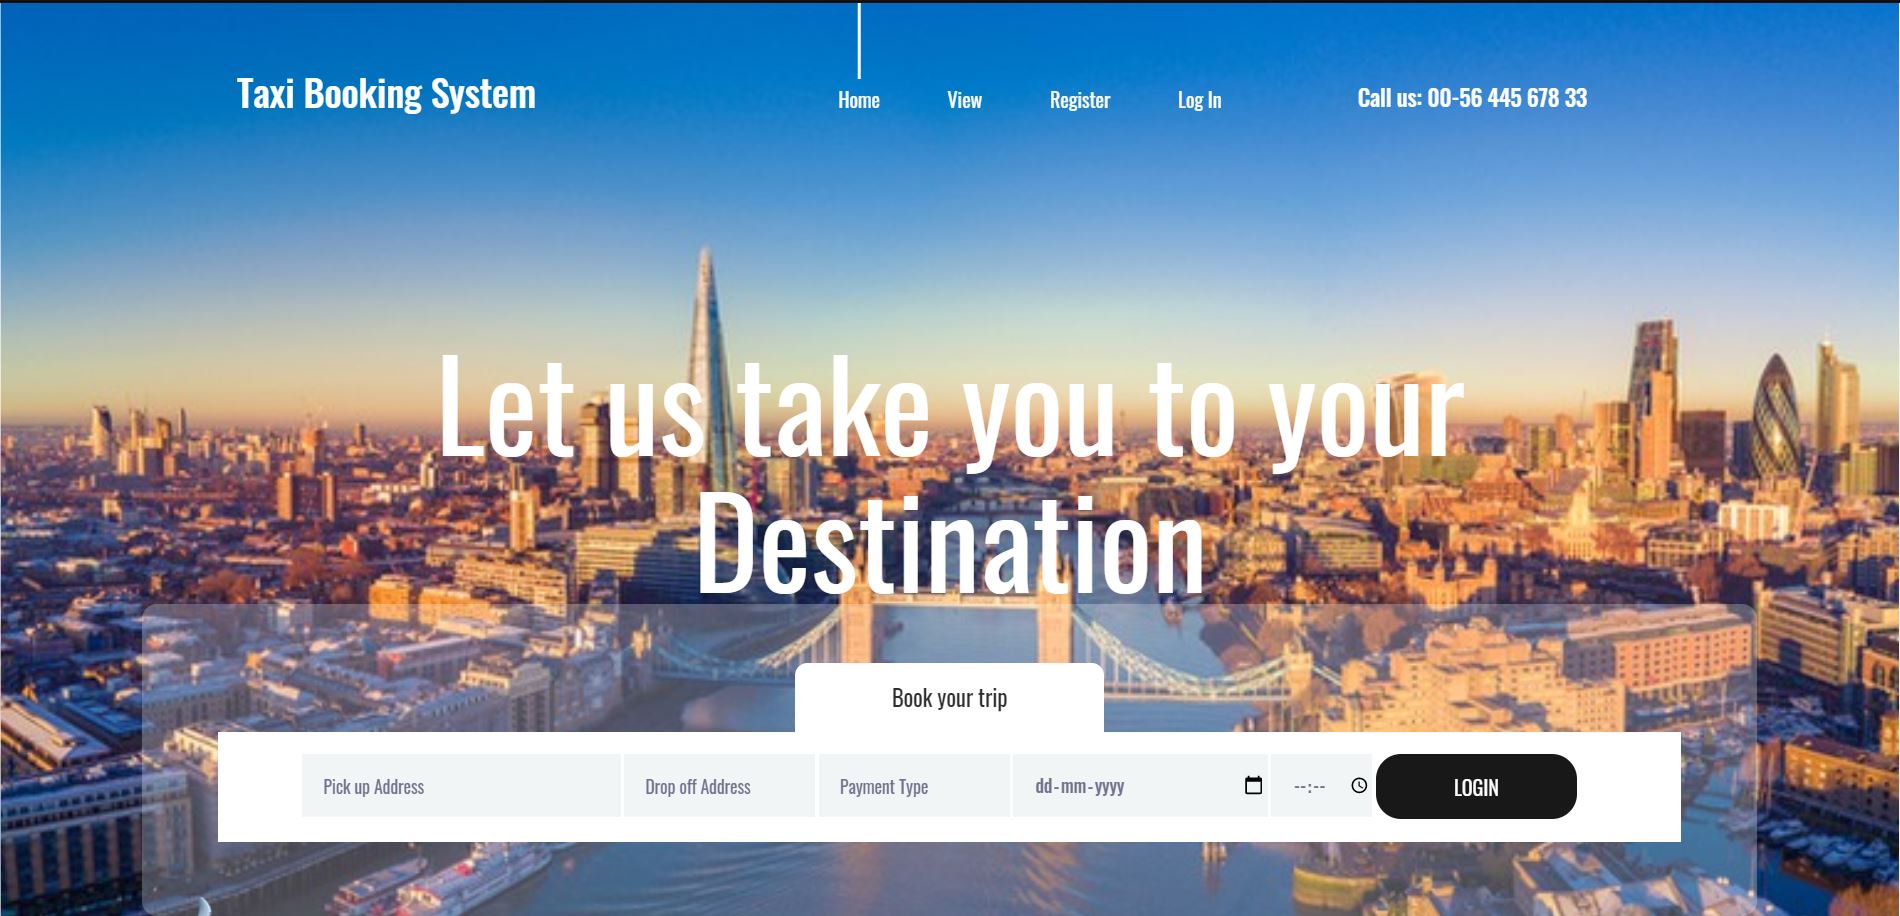 Taxi Booking System
Home View Register Log In
Call us: 00-56 445 678 33
Let us take you to your
Destination
Book your trip
Pick up Address
Drop off Address
Payment Type
dd-mm-yyyy
--:--
LOGIN